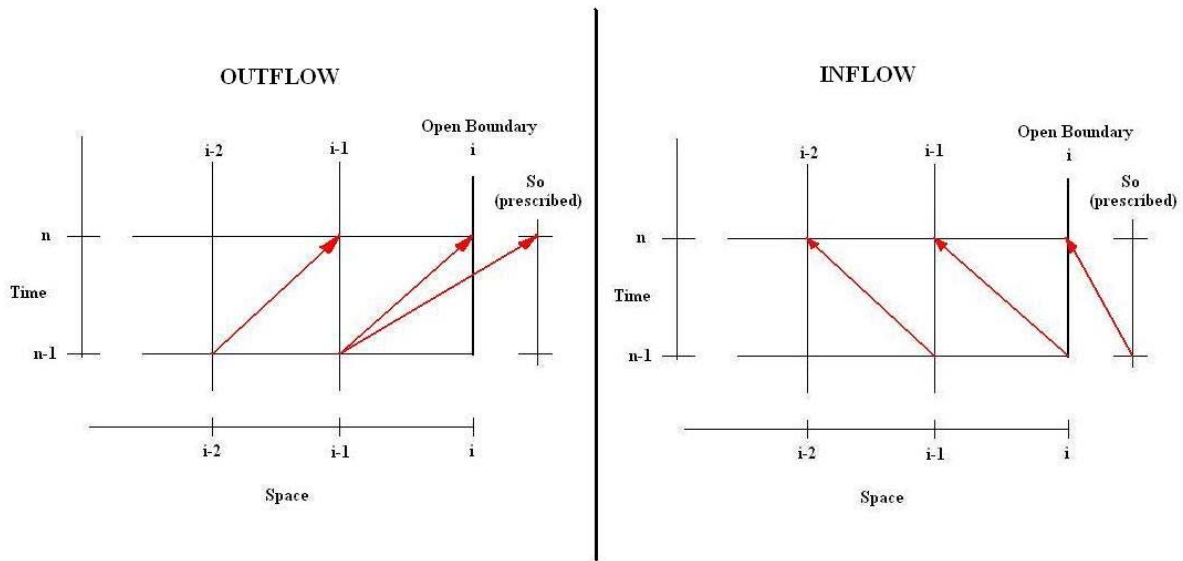 OUTFLOW
Open Boundary
i-2
i-1
i
So
(prescribed)
n
Time
n-1
i-2
i-1
i
Space
INFLOW
Open Boundary
i-2
i-1
i
So
(prescribed)
n
Time
n-1
i-2
i-1
i
Space